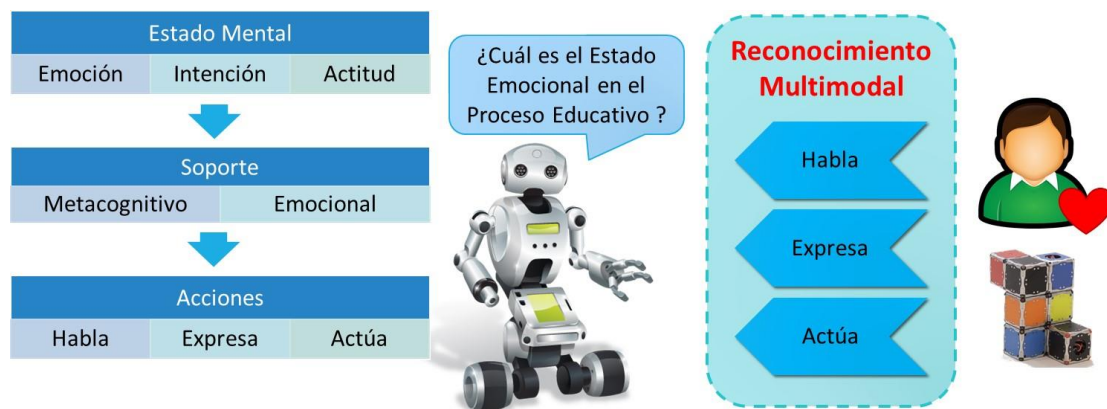 Estado Mental
Emoción Intención Actitud
Soporte
Metacognitivo Emocional
Acciones
Habla Expresa Actúa
¿Cuál es el Estado
Emocional en el
Proceso Educativo ?
Reconocimiento
Multimodal
Habla
Expresa
Actúa